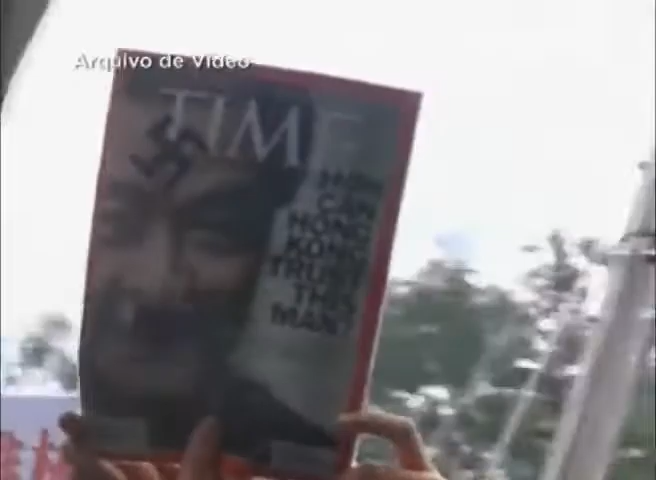 Arquivo de Vídeo
TIME
HOW
CAN
HONG
KONG
TRUST
THIS
MAN?